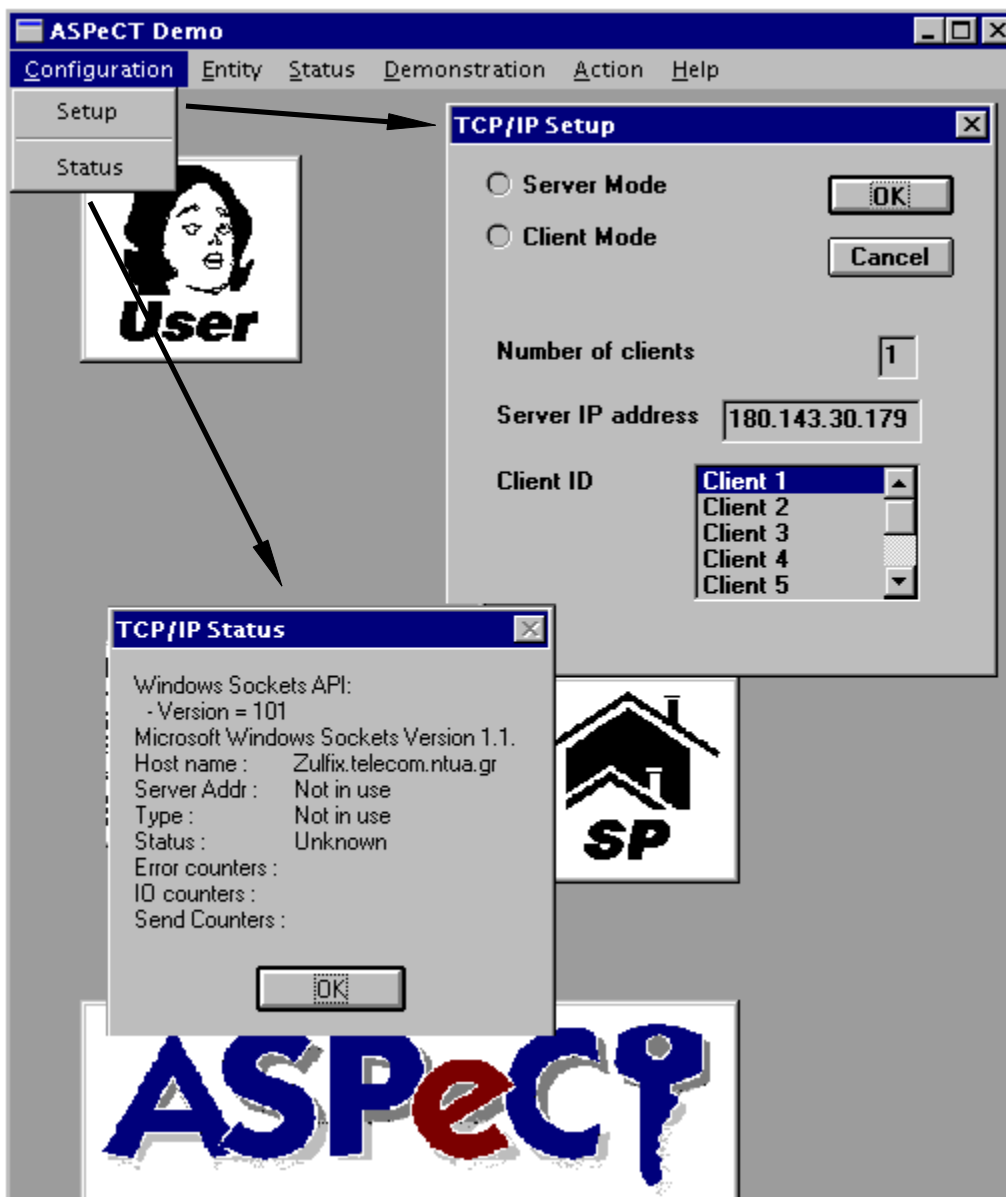 ASPeCT Demo
Configuration Entity Status Demonstration Action Help
Setup
Status
User
TCP/IP Setup
Server Mode
Client Mode
OK
Cancel
Number of clients 1
Server IP address 180.143.30.179
Client ID
Client 1
Client 2
Client 3
Client 4
Client 5
TCP/IP Status
Windows Sockets API:
- Version = 101
Microsoft Windows Sockets Version 1.1.
Host name : Zulfix.telecom.ntua.gr
Server Addr : Not in use
Type : Not in use
Status : Unknown
Error counters :
IO counters :
Send Counters :
OK
SP
ASPeCT